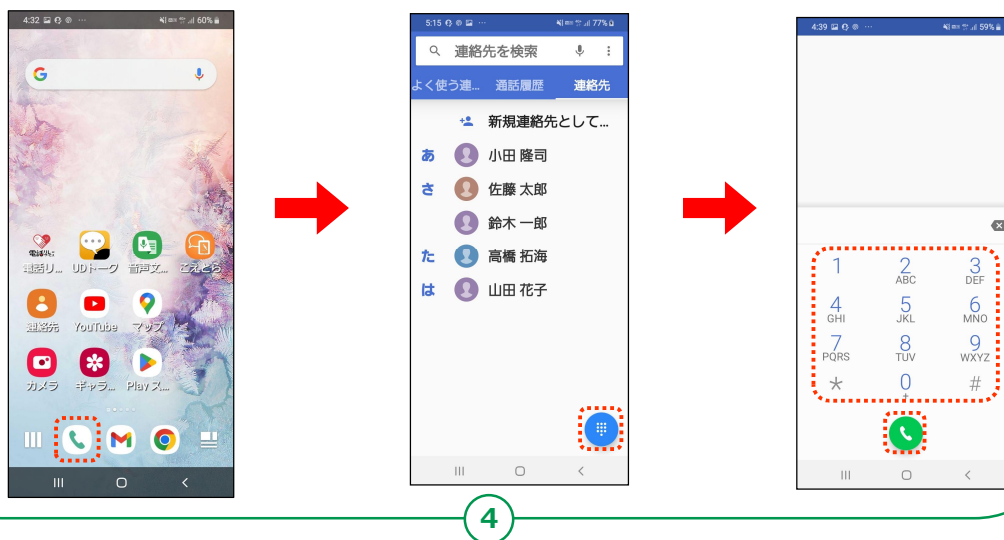 4:32
60%
電話リ...
UDトーク
音声文...
こえとら
連絡先
YouTube
マップ
カメラ
ギャラ...
Play ス...
5:15
77%
連絡先を検索
よく使う連... 通話履歴 連絡先
新規連絡先として...
あ 小田 隆司
さ 佐藤 太郎
鈴木 一郎
た 高橋 拓海
は 山田 花子
4:39
59%
1 2 3
ABC DEF
4 5 6
GHI JKL MNO
7 8 9
PQRS TUV WXYZ
* 0 #
+
4